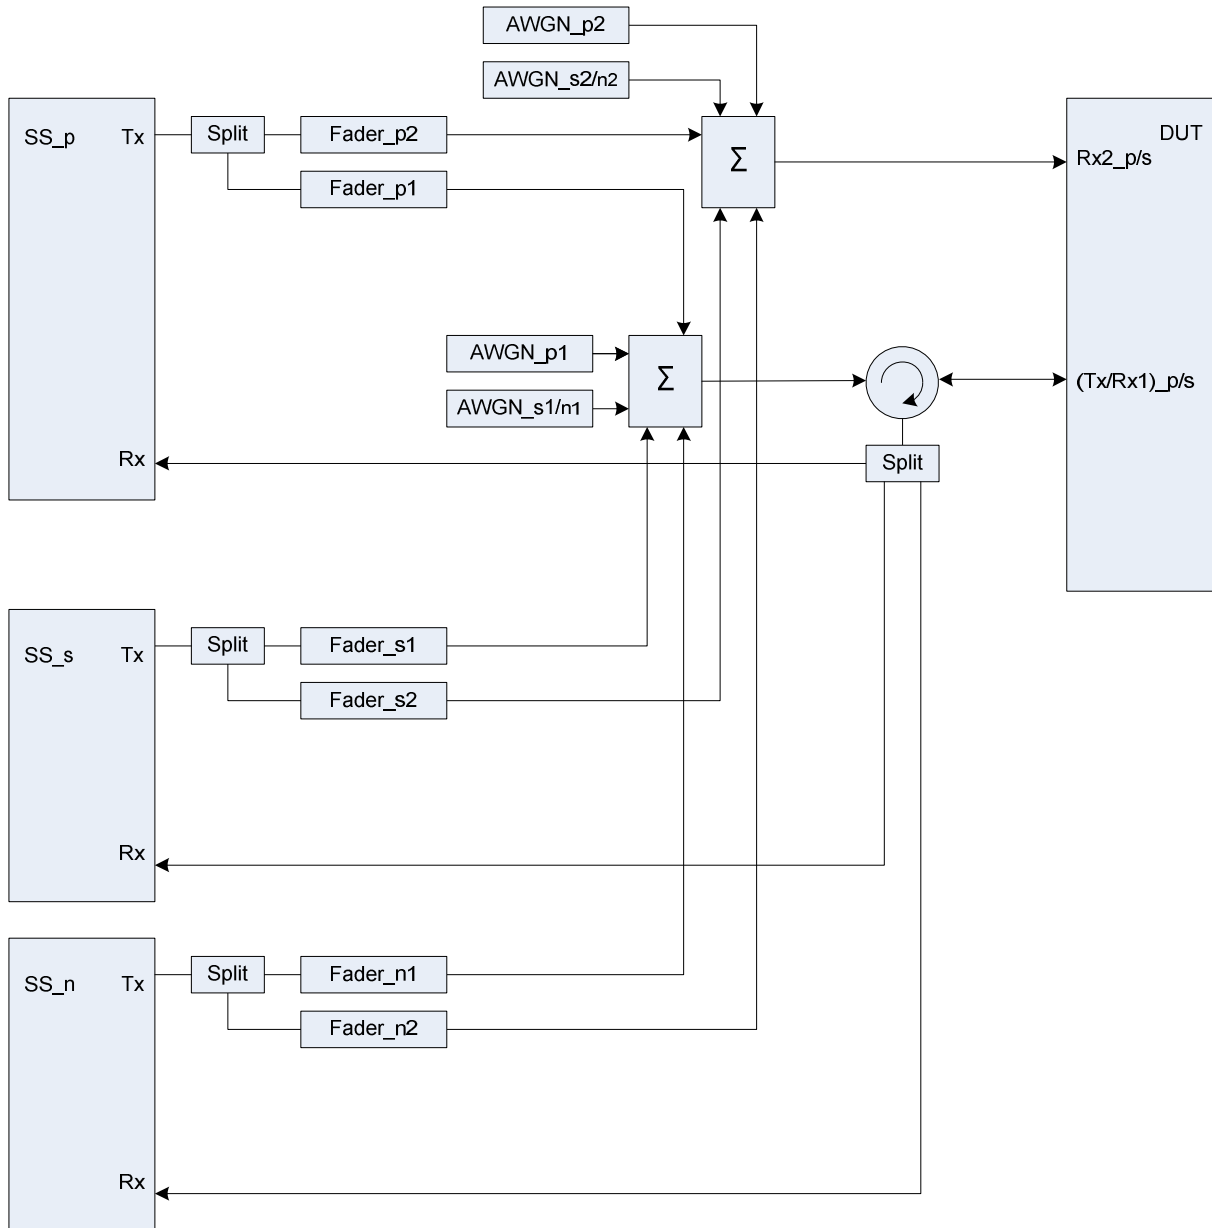 AWGN_p2
AWGN_s2/n2
SS_p
Tx
Split
Fader_p2
Σ
DUT
Rx2_p/s
Fader_p1
AWGN_p1
Σ
(Tx/Rx1)_p/s
AWGN_s1/n1
Rx
Split
SS_s
Tx
Split
Fader_s1
Fader_s2
Rx
SS_n
Tx
Split
Fader_n1
Fader_n2
Rx